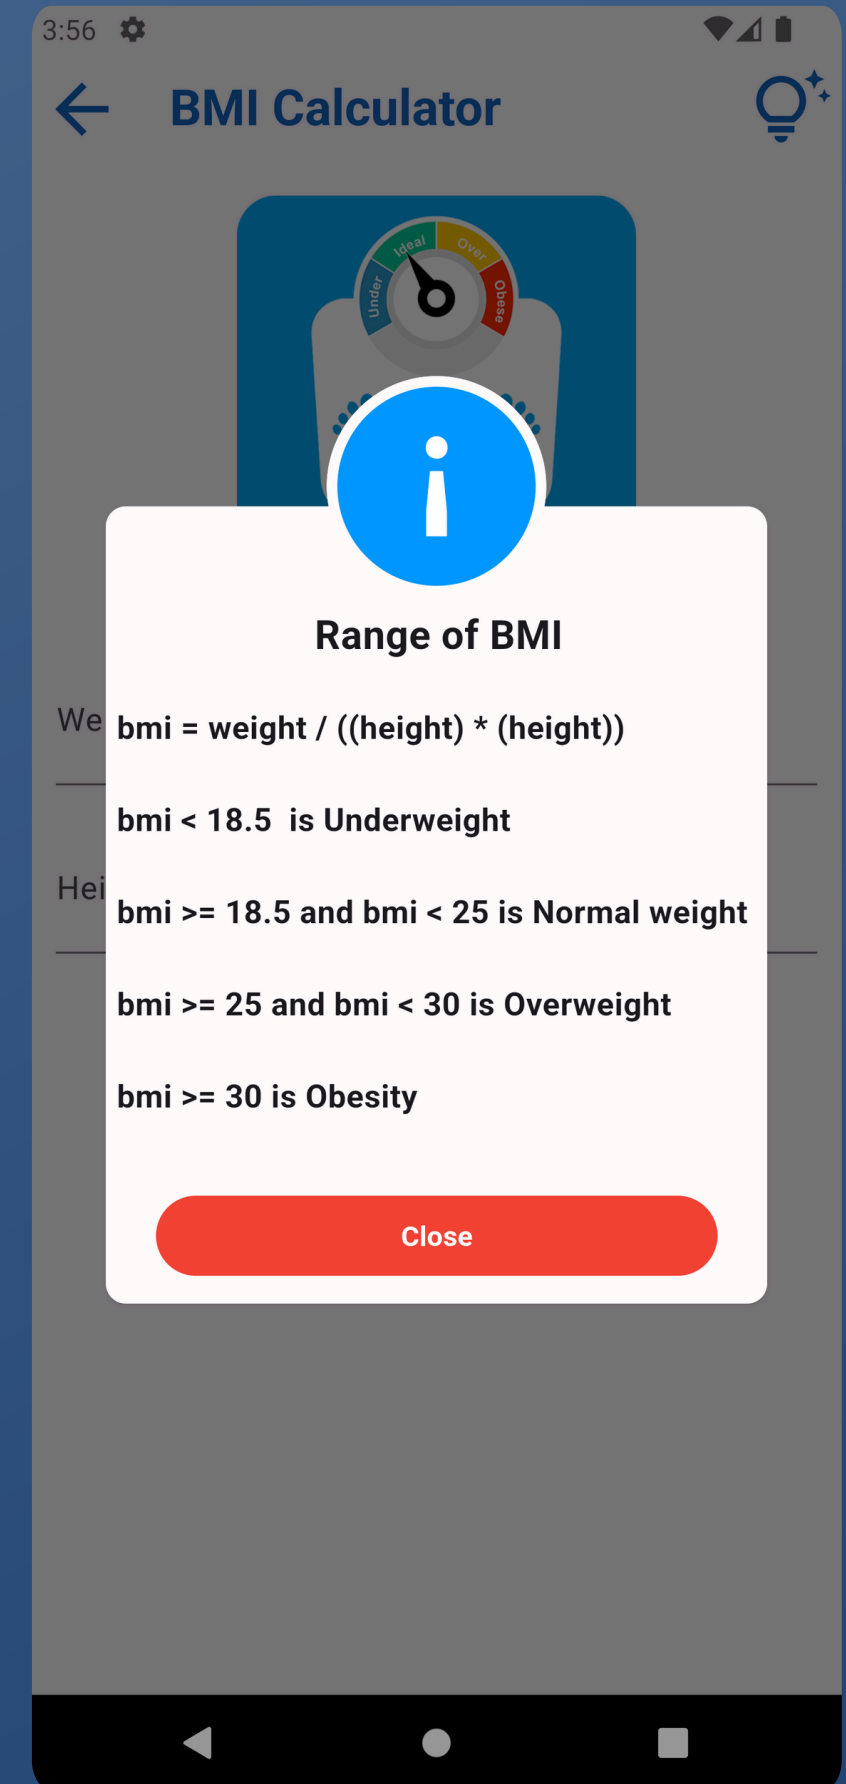 3:56
BMI Calculator
Under
Ideal
Over
Obese
Range of BMI
We
bmi = weight / ((height) * (height))
bmi < 18.5  is Underweight
Hei
bmi >= 18.5 and bmi < 25 is Normal weight
bmi >= 25 and bmi < 30 is Overweight
bmi >= 30 is Obesity
Close